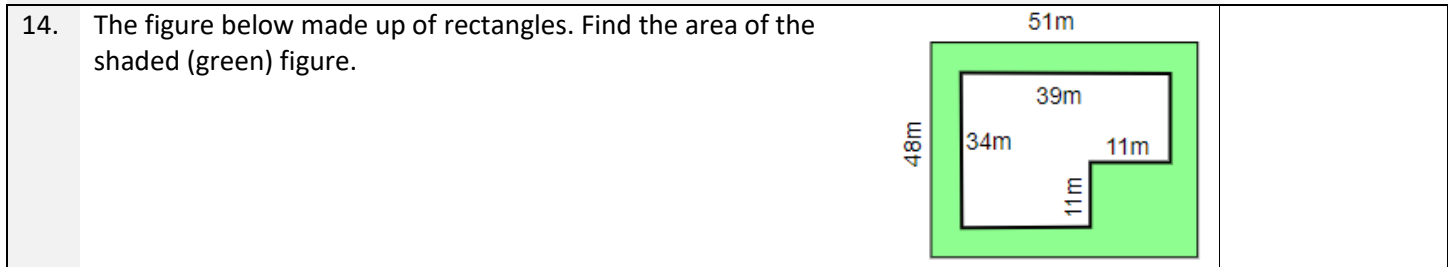 14. The figure below made up of rectangles. Find the area of the
shaded (green) figure.
51m
39m
48m
34m
11m
11m